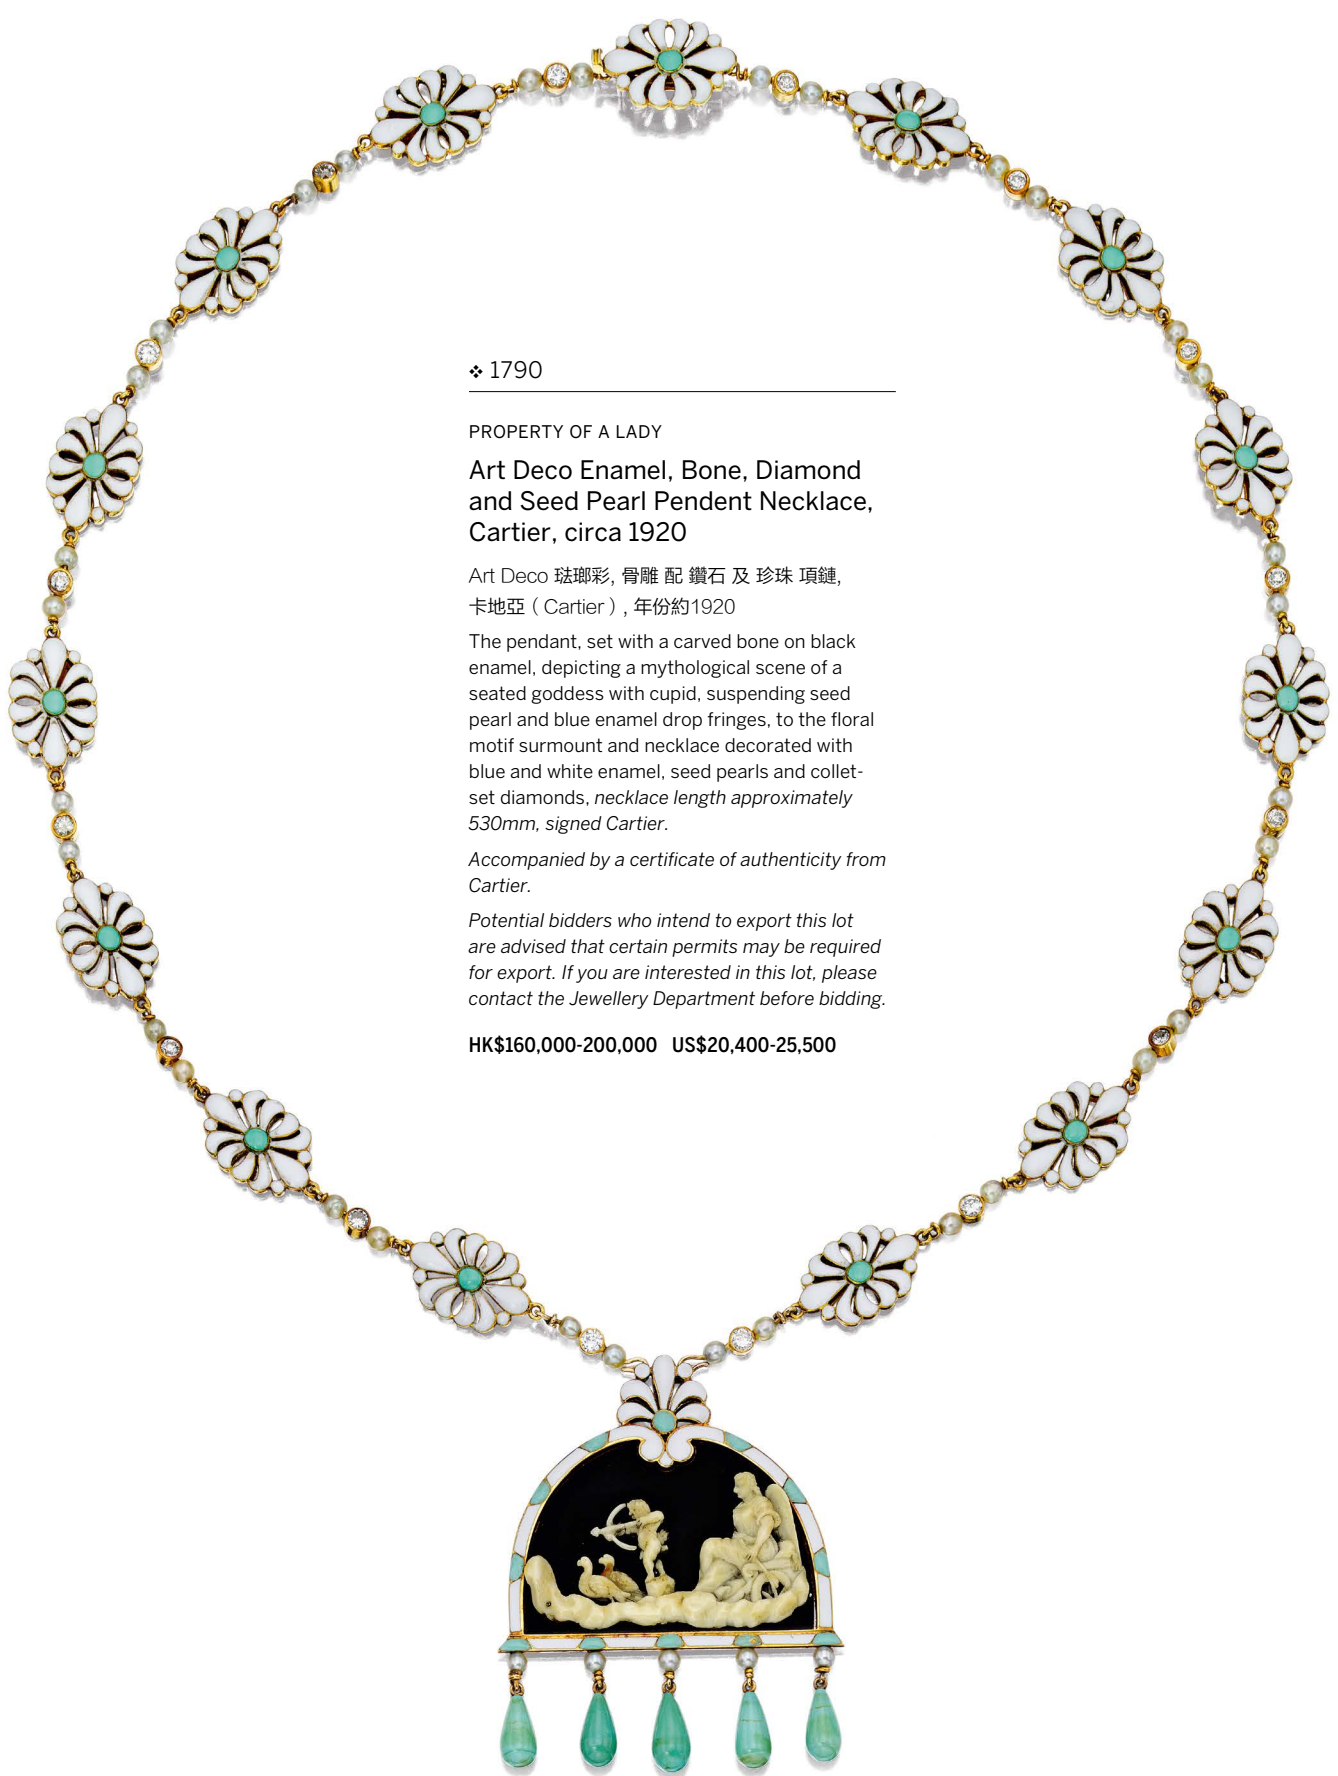 ❖ 1790
PROPERTY OF A LADY
Art Deco Enamel, Bone, Diamond
and Seed Pearl Pendent Necklace,
Cartier, circa 1920
Art Deco 琺瑯彩, 骨雕 配 鑽石 及 珍珠 項鏈,
卡地亞（Cartier）, 年份約1920
The pendant, set with a carved bone on black
enamel, depicting a mythological scene of a
seated goddess with cupid, suspending seed
pearl and blue enamel drop fringes, to the floral
motif surmount and necklace decorated with
blue and white enamel, seed pearls and collet-
set diamonds, necklace length approximately
530mm, signed Cartier.
Accompanied by a certificate of authenticity from
Cartier.
Potential bidders who intend to export this lot
are advised that certain permits may be required
for export. If you are interested in this lot, please
contact the Jewellery Department before bidding.
HK$160,000-200,000 US$20,400-25,500